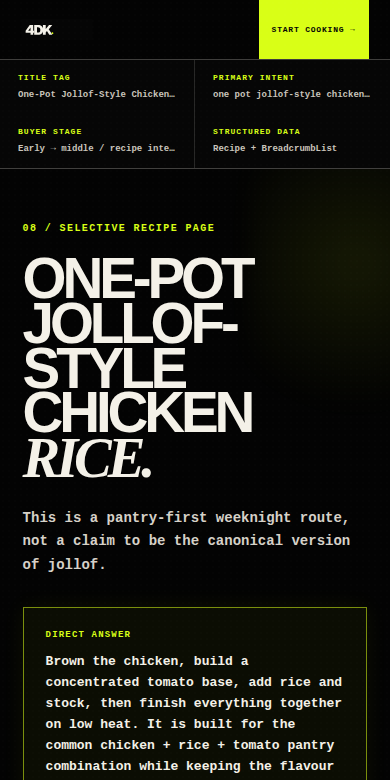 4DK.
START COOKING →
TITLE TAG
One-Pot Jollof-Style Chicken…
PRIMARY INTENT
one pot jollof-style chicken…
BUYER STAGE
Early → middle / recipe inte…
STRUCTURED DATA
Recipe + BreadcrumbList
08 / SELECTIVE RECIPE PAGE
ONE-POT
JOLLOF-
STYLE
CHICKEN
RICE.
This is a pantry-first weeknight route,
not a claim to be the canonical version
of jollof.
DIRECT ANSWER
Brown the chicken, build a
concentrated tomato base, add rice and
stock, then finish everything together
on low heat. It is built for the
common chicken + rice + tomato pantry
combination while keeping the flavour